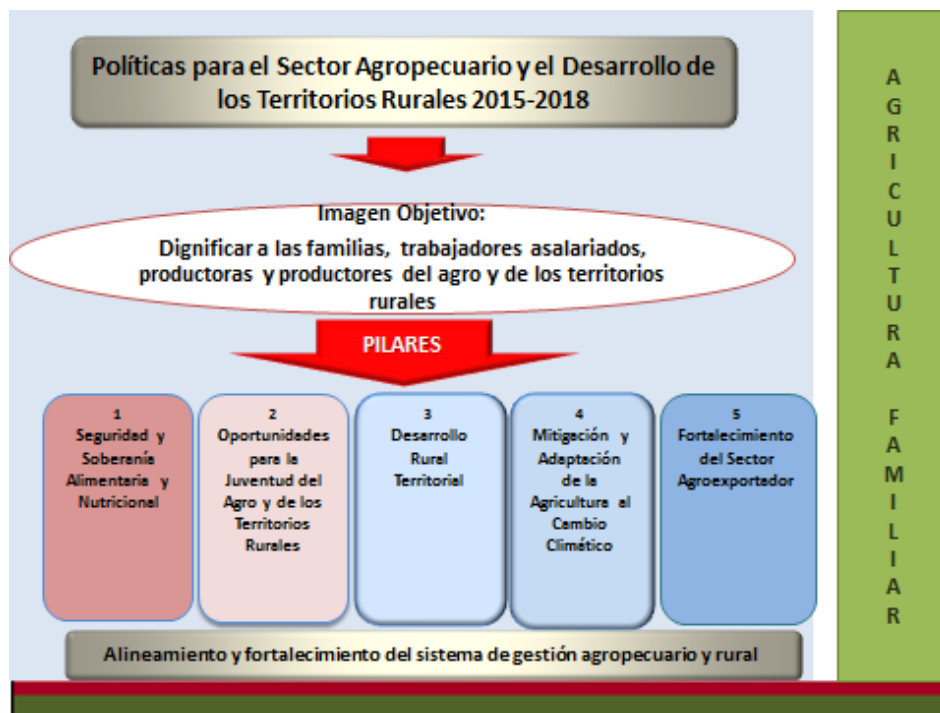 Políticas para el Sector Agropecuario y el Desarrollo de
los Territorios Rurales 2015-2018
Imagen Objetivo:
Dignificar a las familias, trabajadores asalariados,
productoras y productores del agro y de los territorios
rurales
PILARES
1
Seguridad y
Soberanía
Alimentaria y
Nutricional
2
Oportunidades
para la
Juventud del
Agro y de los
Territorios
Rurales
3
Desarrollo
Rural
Territorial
4
Mitigación y
Adaptación
de la
Agricultura al
Cambio
Climático
5
Fortalecimiento
del Sector
Agroexportador
Alineamiento y fortalecimiento del sistema de gestión agropecuario y rural
AGRICULTURA FAMILIAR